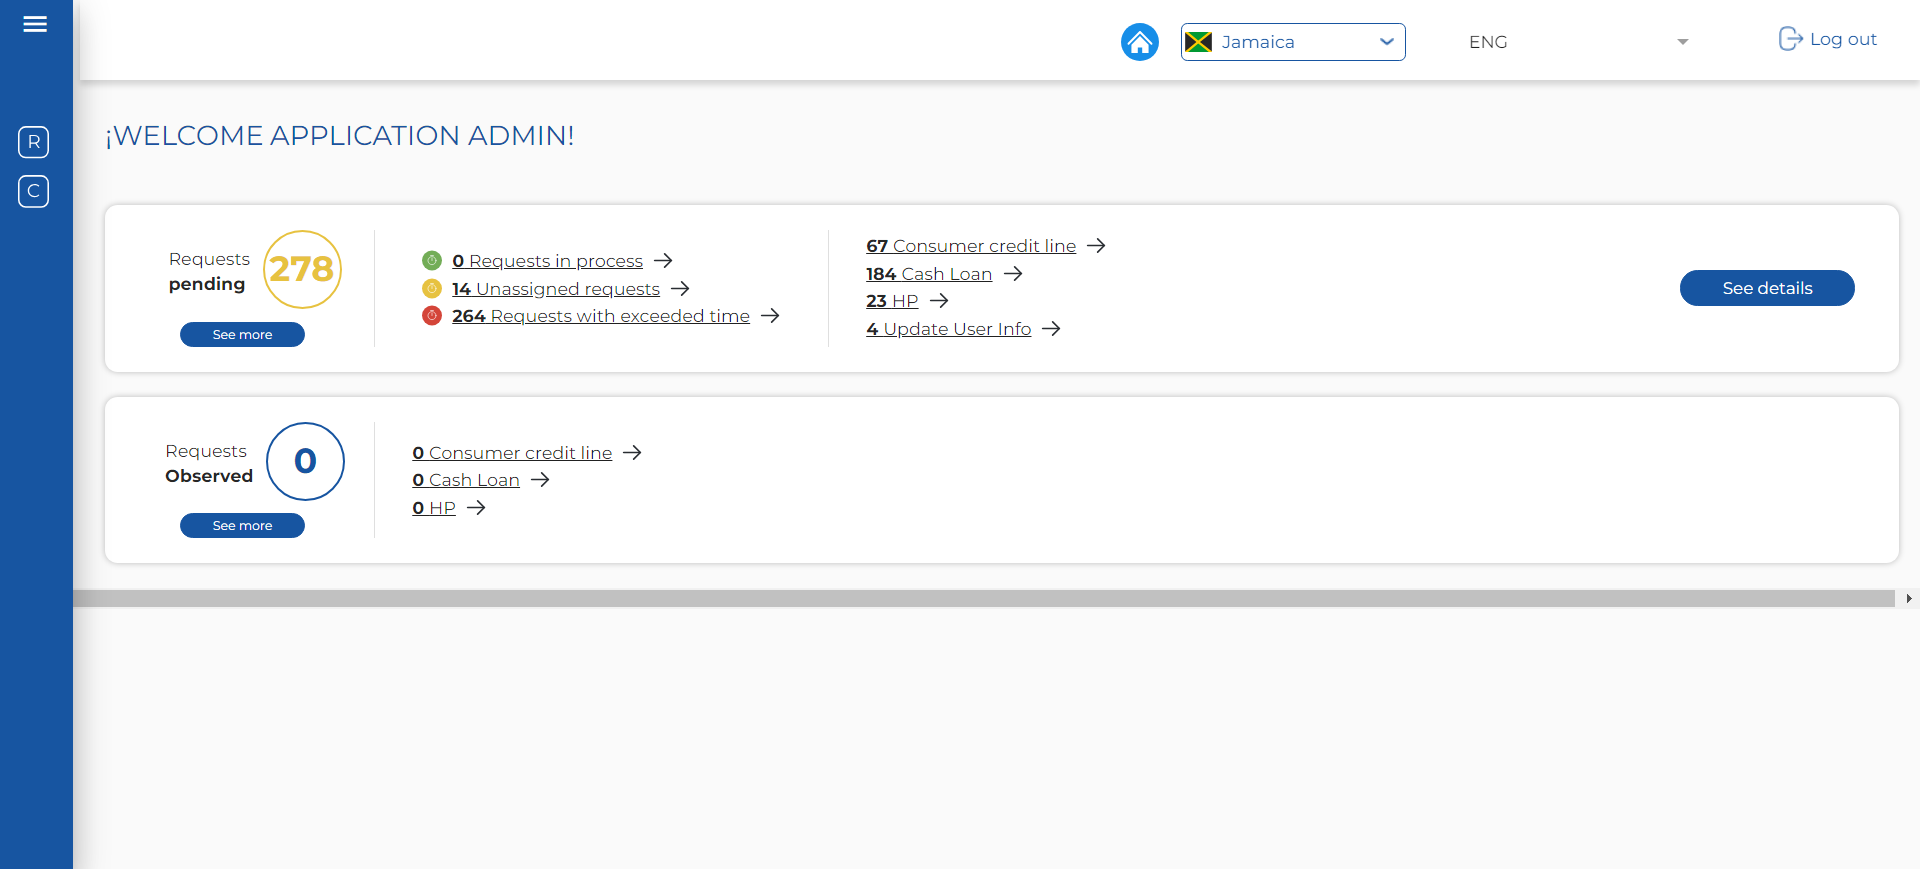 Jamaica
ENG
Log out
R
C
¡WELCOME APPLICATION ADMIN!
Requests
pending
278
See more
0 Requests in process
14 Unassigned requests
264 Requests with exceeded time
67 Consumer credit line
184 Cash Loan
23 HP
4 Update User Info
See details
Requests
Observed
0
See more
0 Consumer credit line
0 Cash Loan
0 HP